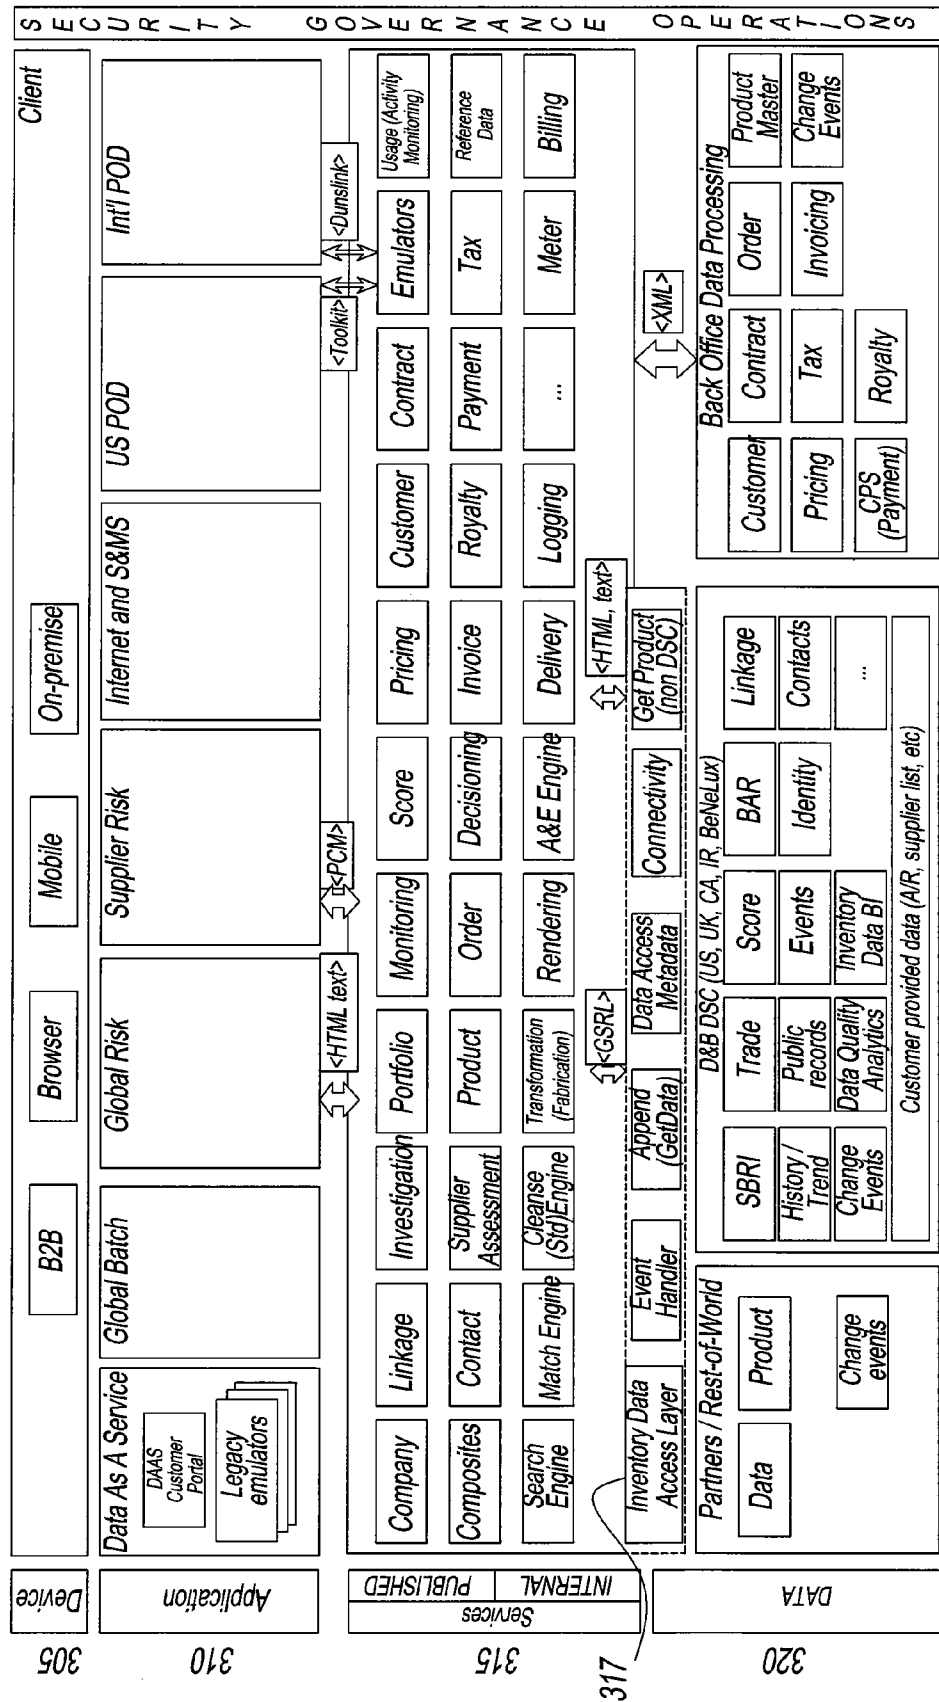 SECURITY GOVERNANCE OPERATIONS
305
Device
Client
B2B
Browser
Mobile
On-premise
310
Application
Data As A Service
DAAS
Customer
Portal
Legacy
emulators
Global Batch
Global Risk
Supplier Risk
Internet and S&MS
US POD
Int'l POD
<HTML text>
<PCM>
<Toolkit>
<Dunslink>
315
Services
PUBLISHED
INTERNAL
Company
Linkage
Investigation
Portfolio
Monitoring
Score
Pricing
Customer
Contract
Emulators
Usage (Activity
Monitoring)
Composites
Contact
Supplier
Assessment
Product
Order
Decisioning
Invoice
Royalty
Payment
Tax
Reference
Data
Search
Engine
Match Engine
Cleanse
(Std)Engine
Transformation
(Fabrication)
Rendering
A&E Engine
Delivery
Logging
...
Meter
Billing
<GSRL>
<HTML, text>
<XML>
317
Inventory Data
Access Layer
Event
Handler
Append
(GetData)
Data Access
Metadata
Connectivity
Get Product
(non DSC)
320
DATA
Partners / Rest-of-World
Data
Product
Change
events
D&B DSC (US, UK, CA, IR, BeNeLux)
SBRI
Trade
Score
BAR
Linkage
History /
Trend
Public
records
Events
Identity
Contacts
Change
Events
Data Quality
Analytics
Inventory
Data BI
...
Customer provided data (A/R, supplier list, etc)
Back Office Data Processing
Customer
Contract
Order
Product
Master
Pricing
Tax
Invoicing
Change
Events
CPS
(Payment)
Royalty